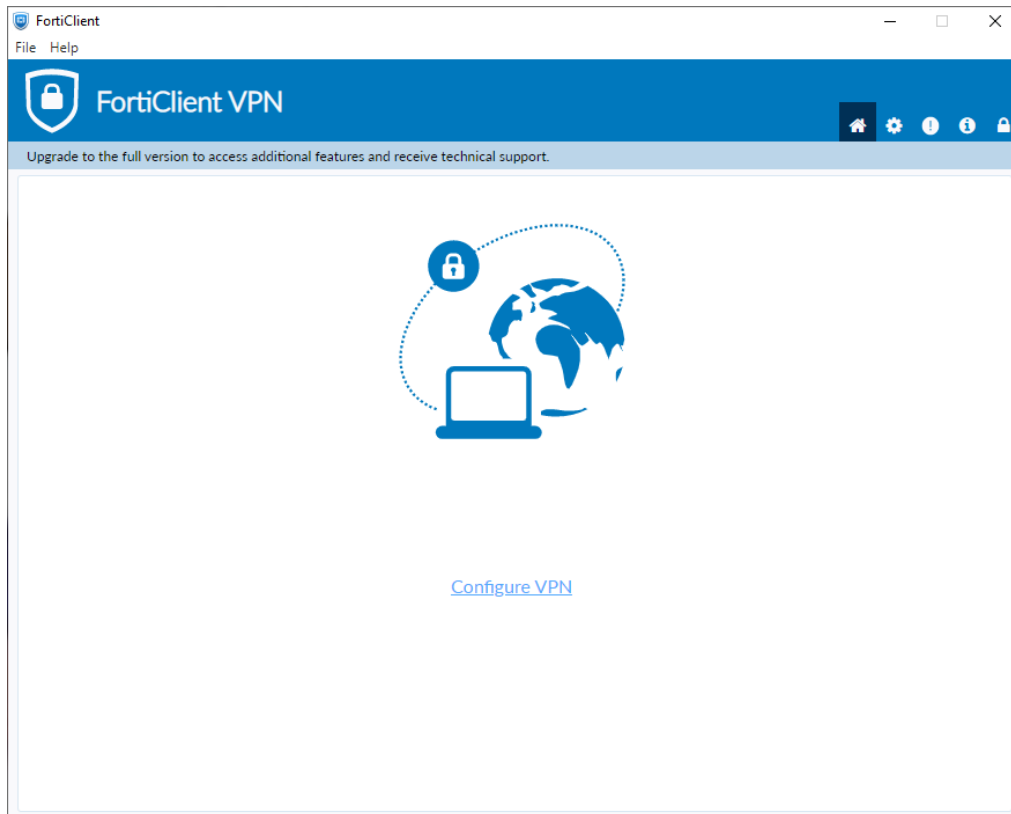 FortiClient
File Help
FortiClient VPN
Upgrade to the full version to access additional features and receive technical support.
Configure VPN